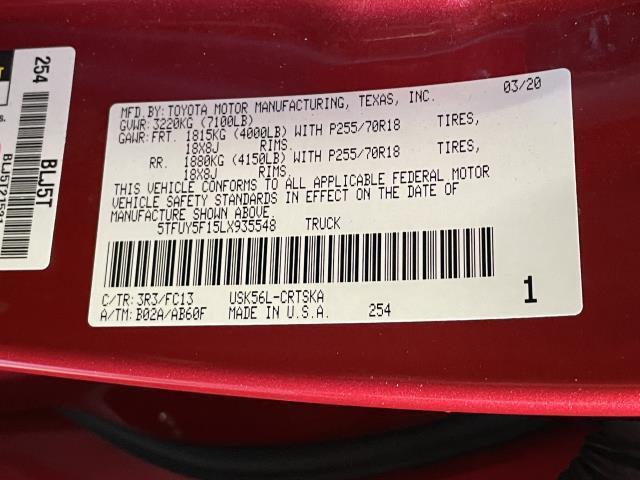 MFD.BY:TOYOTA MOTOR MANUFACTURING, TEXAS, INC. 03/20
GVWR:3220KG (7100LB)
GAWR:FRT. 1815KG (4000LB) WITH P255/70R18 TIRES,
18X8J RIMS.
RR. 1880KG (4150LB) WITH P255/70R18 TIRES,
18X8J RIMS.
THIS VEHICLE CONFORMS TO ALL APPLICABLE FEDERAL MOTOR
VEHICLE SAFETY STANDARDS IN EFFECT ON THE DATE OF
MANUFACTURE SHOWN ABOVE.
5TFUY5F15LX935548 TRUCK
C/TR: 3R3/FC13 USK56L-CRTSKA
A/TM: B02A/AB60F MADE IN U.S.A. 254
1
254
BLJ5T